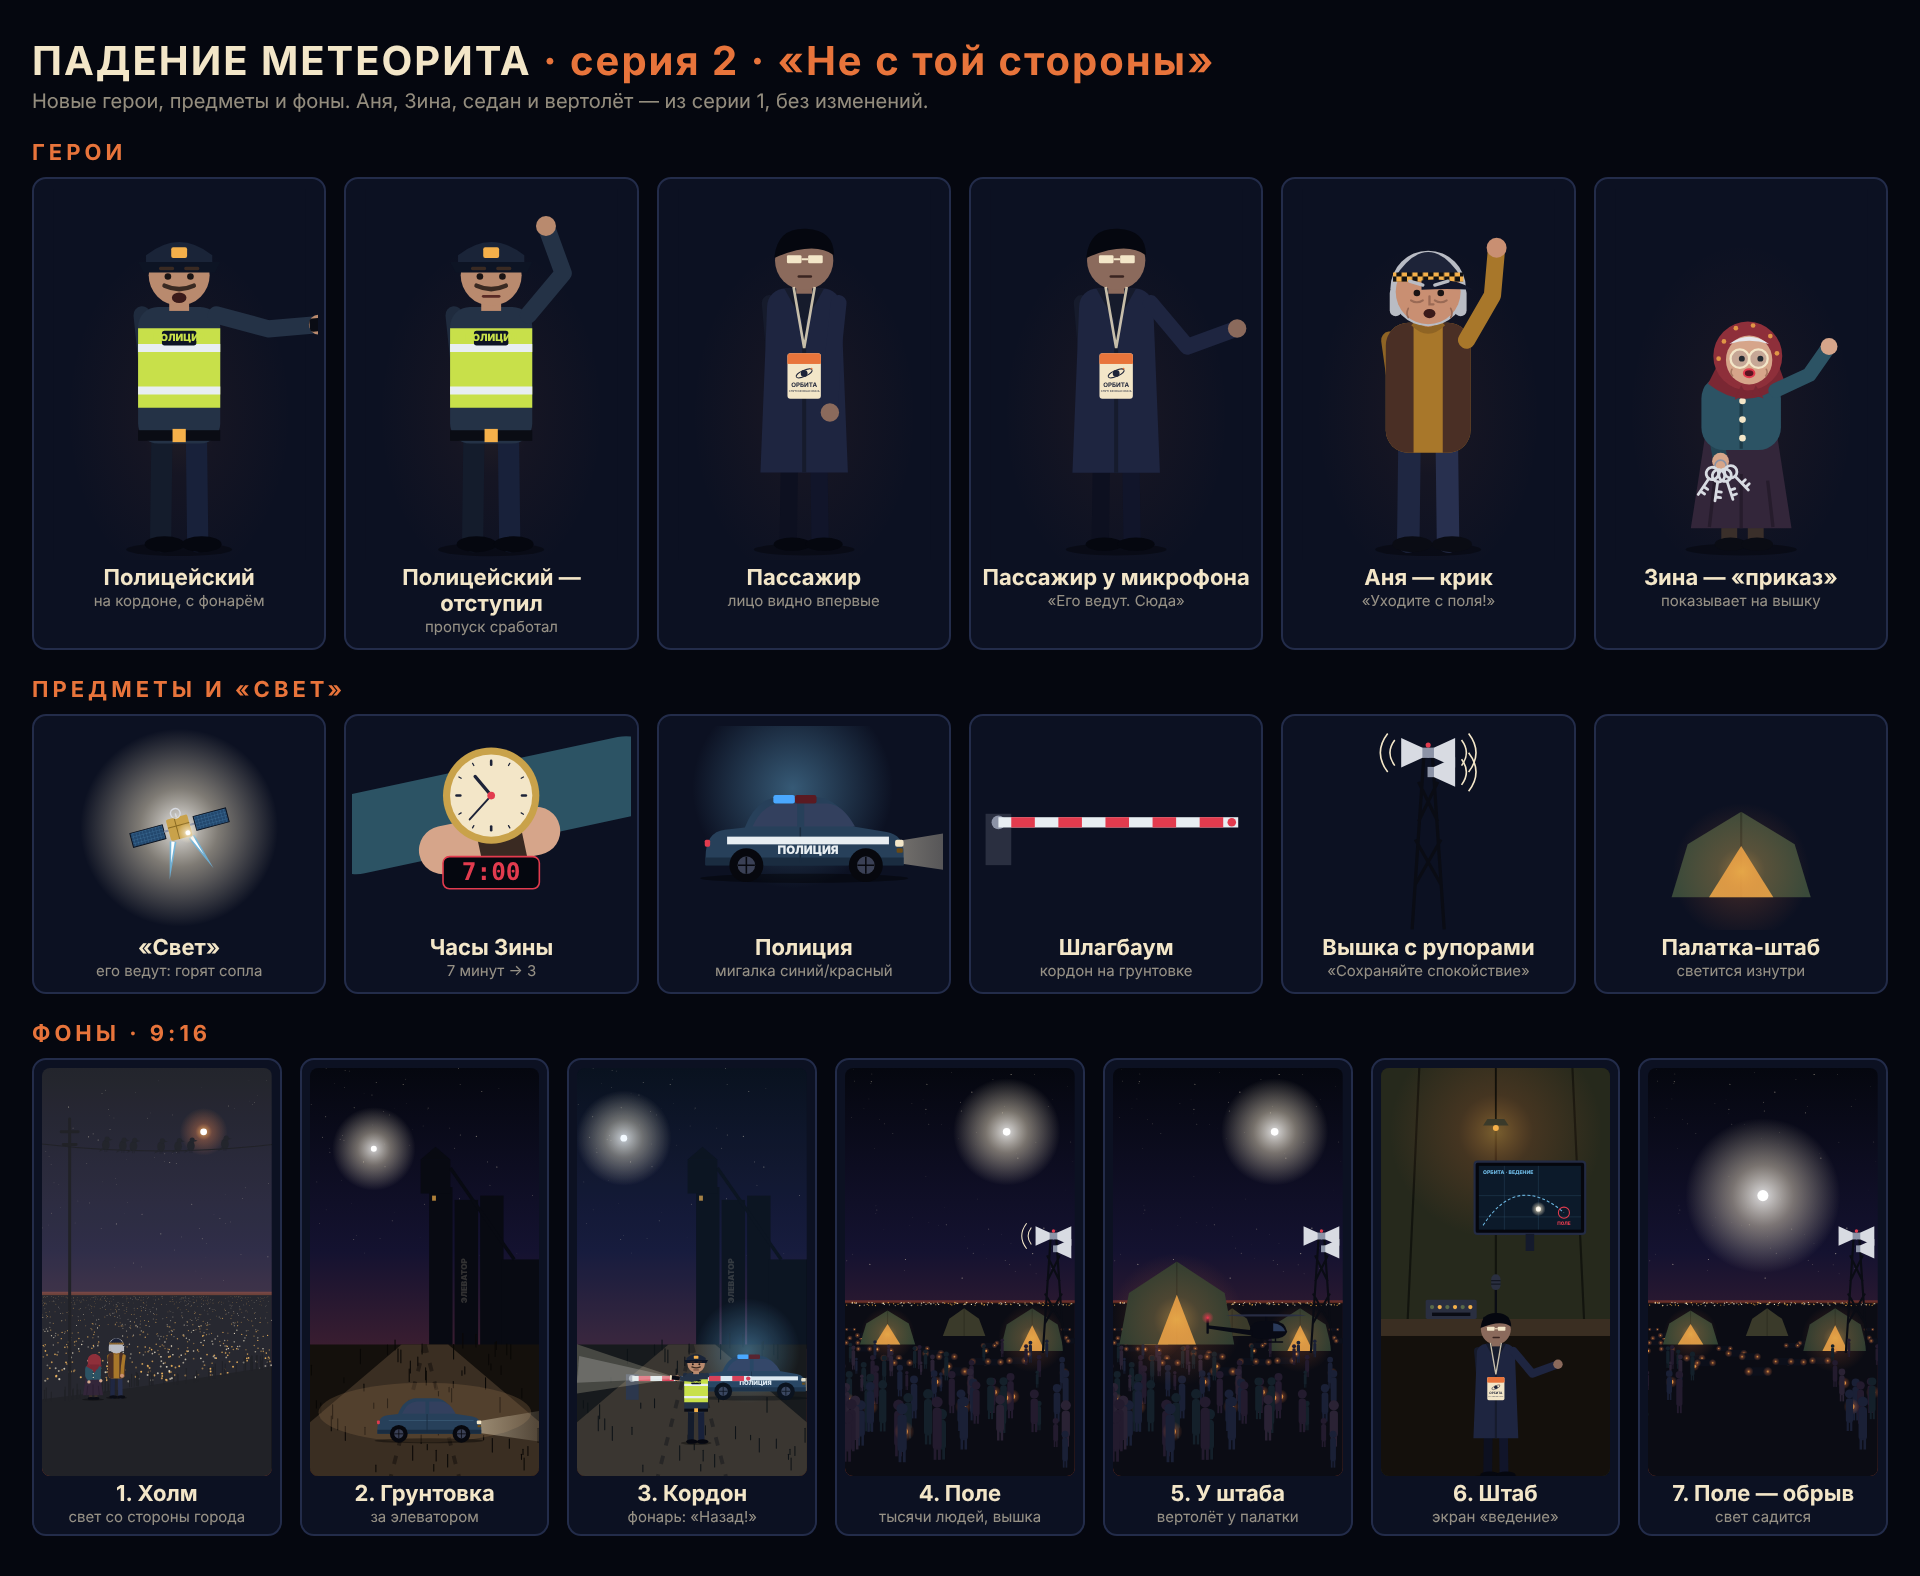 ПАДЕНИЕ МЕТЕОРИТА · серия 2 · «Не с той стороны»
Новые герои, предметы и фоны. Аня, Зина, седан и вертолёт — из серии 1, без изменений.
ГЕРОИ
ОЛИЦИ
ОЛИЦИ
ОРБИТА
ОРБИТА
Полицейский
на кордоне, с фонарём
Полицейский —
отступил
пропуск сработал
Пассажир
лицо видно впервые
Пассажир у микрофона
«Его ведут. Сюда»
Аня — крик
«Уходите с поля!»
Зина — «приказ»
показывает на вышку
ПРЕДМЕТЫ И «СВЕТ»
7:00
ПОЛИЦИЯ
«Свет»
его ведут: горят сопла
Часы Зины
7 минут → 3
Полиция
мигалка синий/красный
Шлагбаум
кордон на грунтовке
Вышка с рупорами
«Сохраняйте спокойствие»
Палатка-штаб
светится изнутри
ФОНЫ · 9:16
ЭЛЕВАТОР
ЭЛЕВАТОР
ПОЛИЦИЯ
ОРБИТА · ВЕДЕНИЕ
ПОЛЕ
ОРБИТА
1. Холм
свет со стороны города
2. Грунтовка
за элеватором
3. Кордон
фонарь: «Назад!»
4. Поле
тысячи людей, вышка
5. У штаба
вертолёт у палатки
6. Штаб
экран «ведение»
7. Поле — обрыв
свет садится